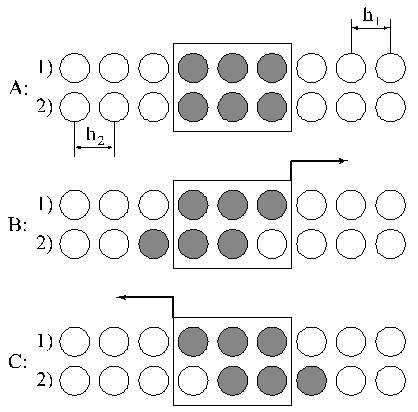 h₁
1)
A:
2)
h₂
1)
B:
2)
1)
C:
2)